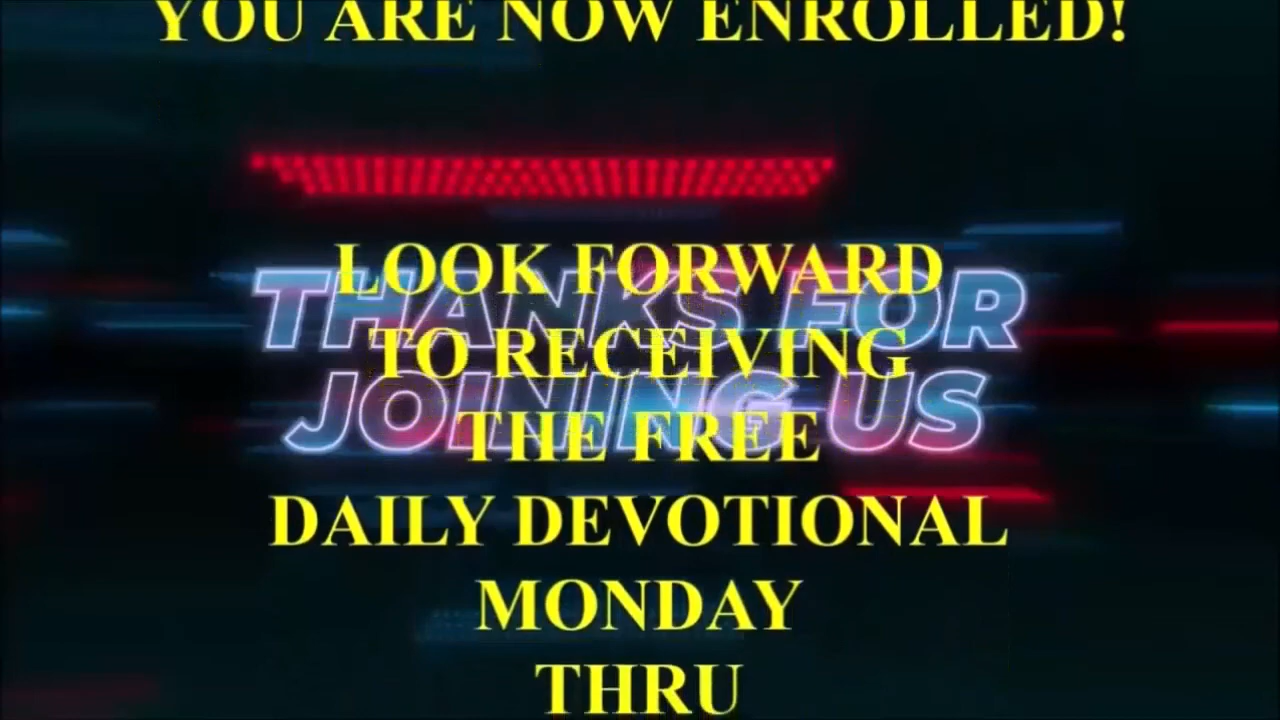 YOU ARE NOW ENROLLED!
LOOK FORWARD
THANKS FOR
TO RECEIVING
JOINING US
THE FREE
DAILY DEVOTIONAL
MONDAY
THRU